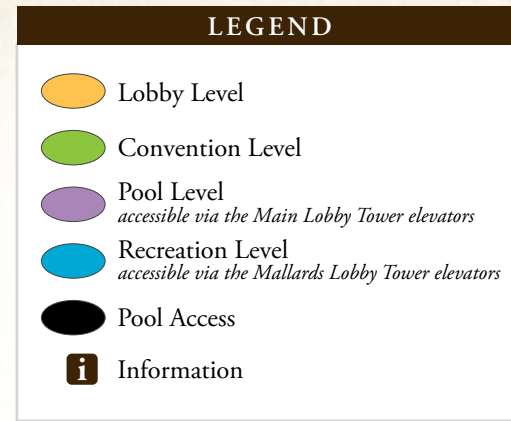 LEGEND
Lobby Level
Convention Level
Pool Level
accessible via the Main Lobby Tower elevators
Recreation Level
accessible via the Mallards Lobby Tower elevators
Pool Access
i Information